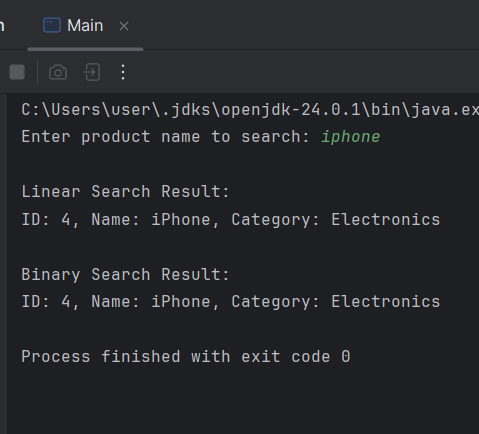 Main
C:\Users\user\.jdks\openjdk-24.0.1\bin\java.ex
Enter product name to search: iphone
Linear Search Result:
ID: 4, Name: iPhone, Category: Electronics
Binary Search Result:
ID: 4, Name: iPhone, Category: Electronics
Process finished with exit code 0